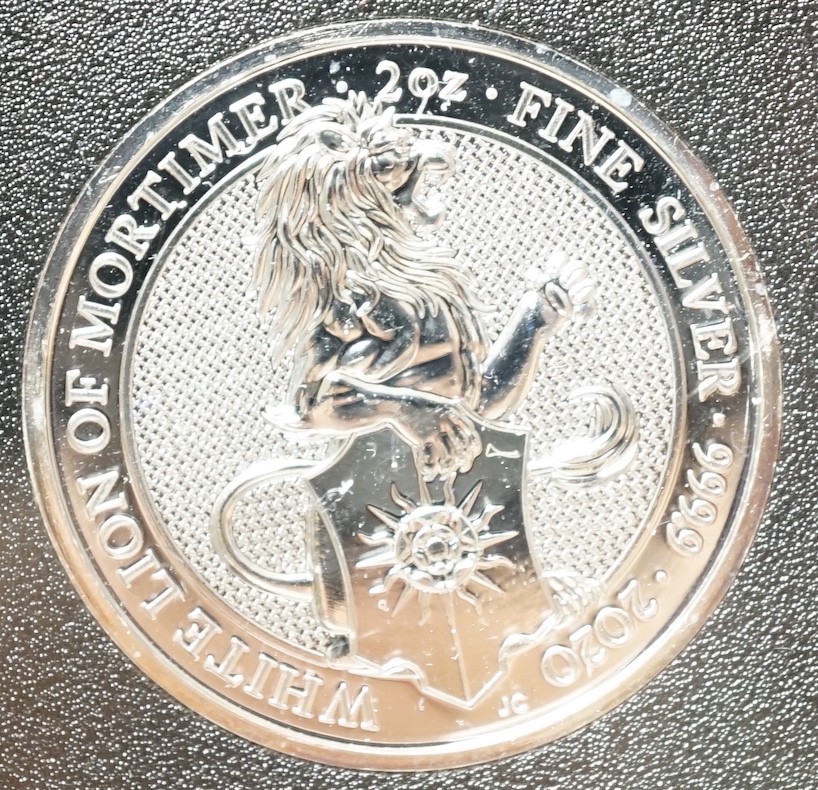 WHITE LION OF MORTIMER · 2oz · FINE SILVER · 9999 · 2020
JC